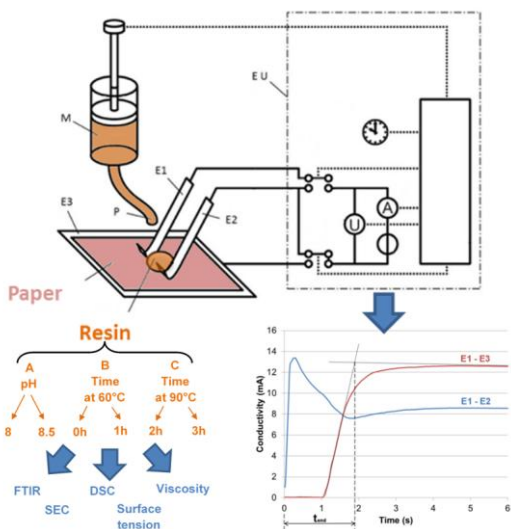 E U
M
E1
P
E2
E3
A
U
Paper
Resin
A
pH
B
Time
at 60°C
C
Time
at 90°C
8
8.5
0h
1h
2h
3h
FTIR
SEC
DSC
Surface
tension
Viscosity
Conductivity (mA)
16
14
12
10
8
6
4
2
0
E1 - E3
E1 - E2
0
1
2
3
4
5
6
t end
Time (s)